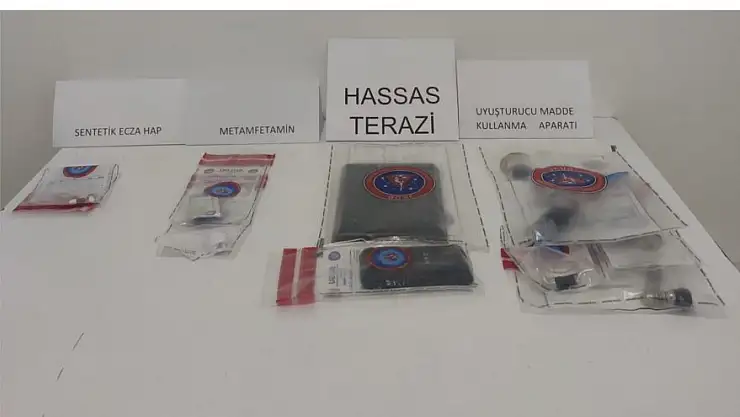 SENTETİK ECZA HAP
METAMFETAMİN
HASSAS
TERAZİ
UYUŞTURUCU MADDE
KULLANMA APARATI